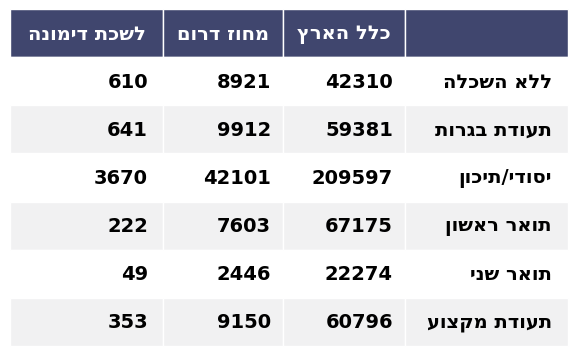 כלל הארץ מחוז דרום לשכת דימונה
ללא השכלה 42310 8921 610
תעודת בגרות 59381 9912 641
יסודי/תיכון 209597 42101 3670
תואר ראשון 67175 7603 222
תואר שני 22274 2446 49
תעודת מקצוע 60796 9150 353